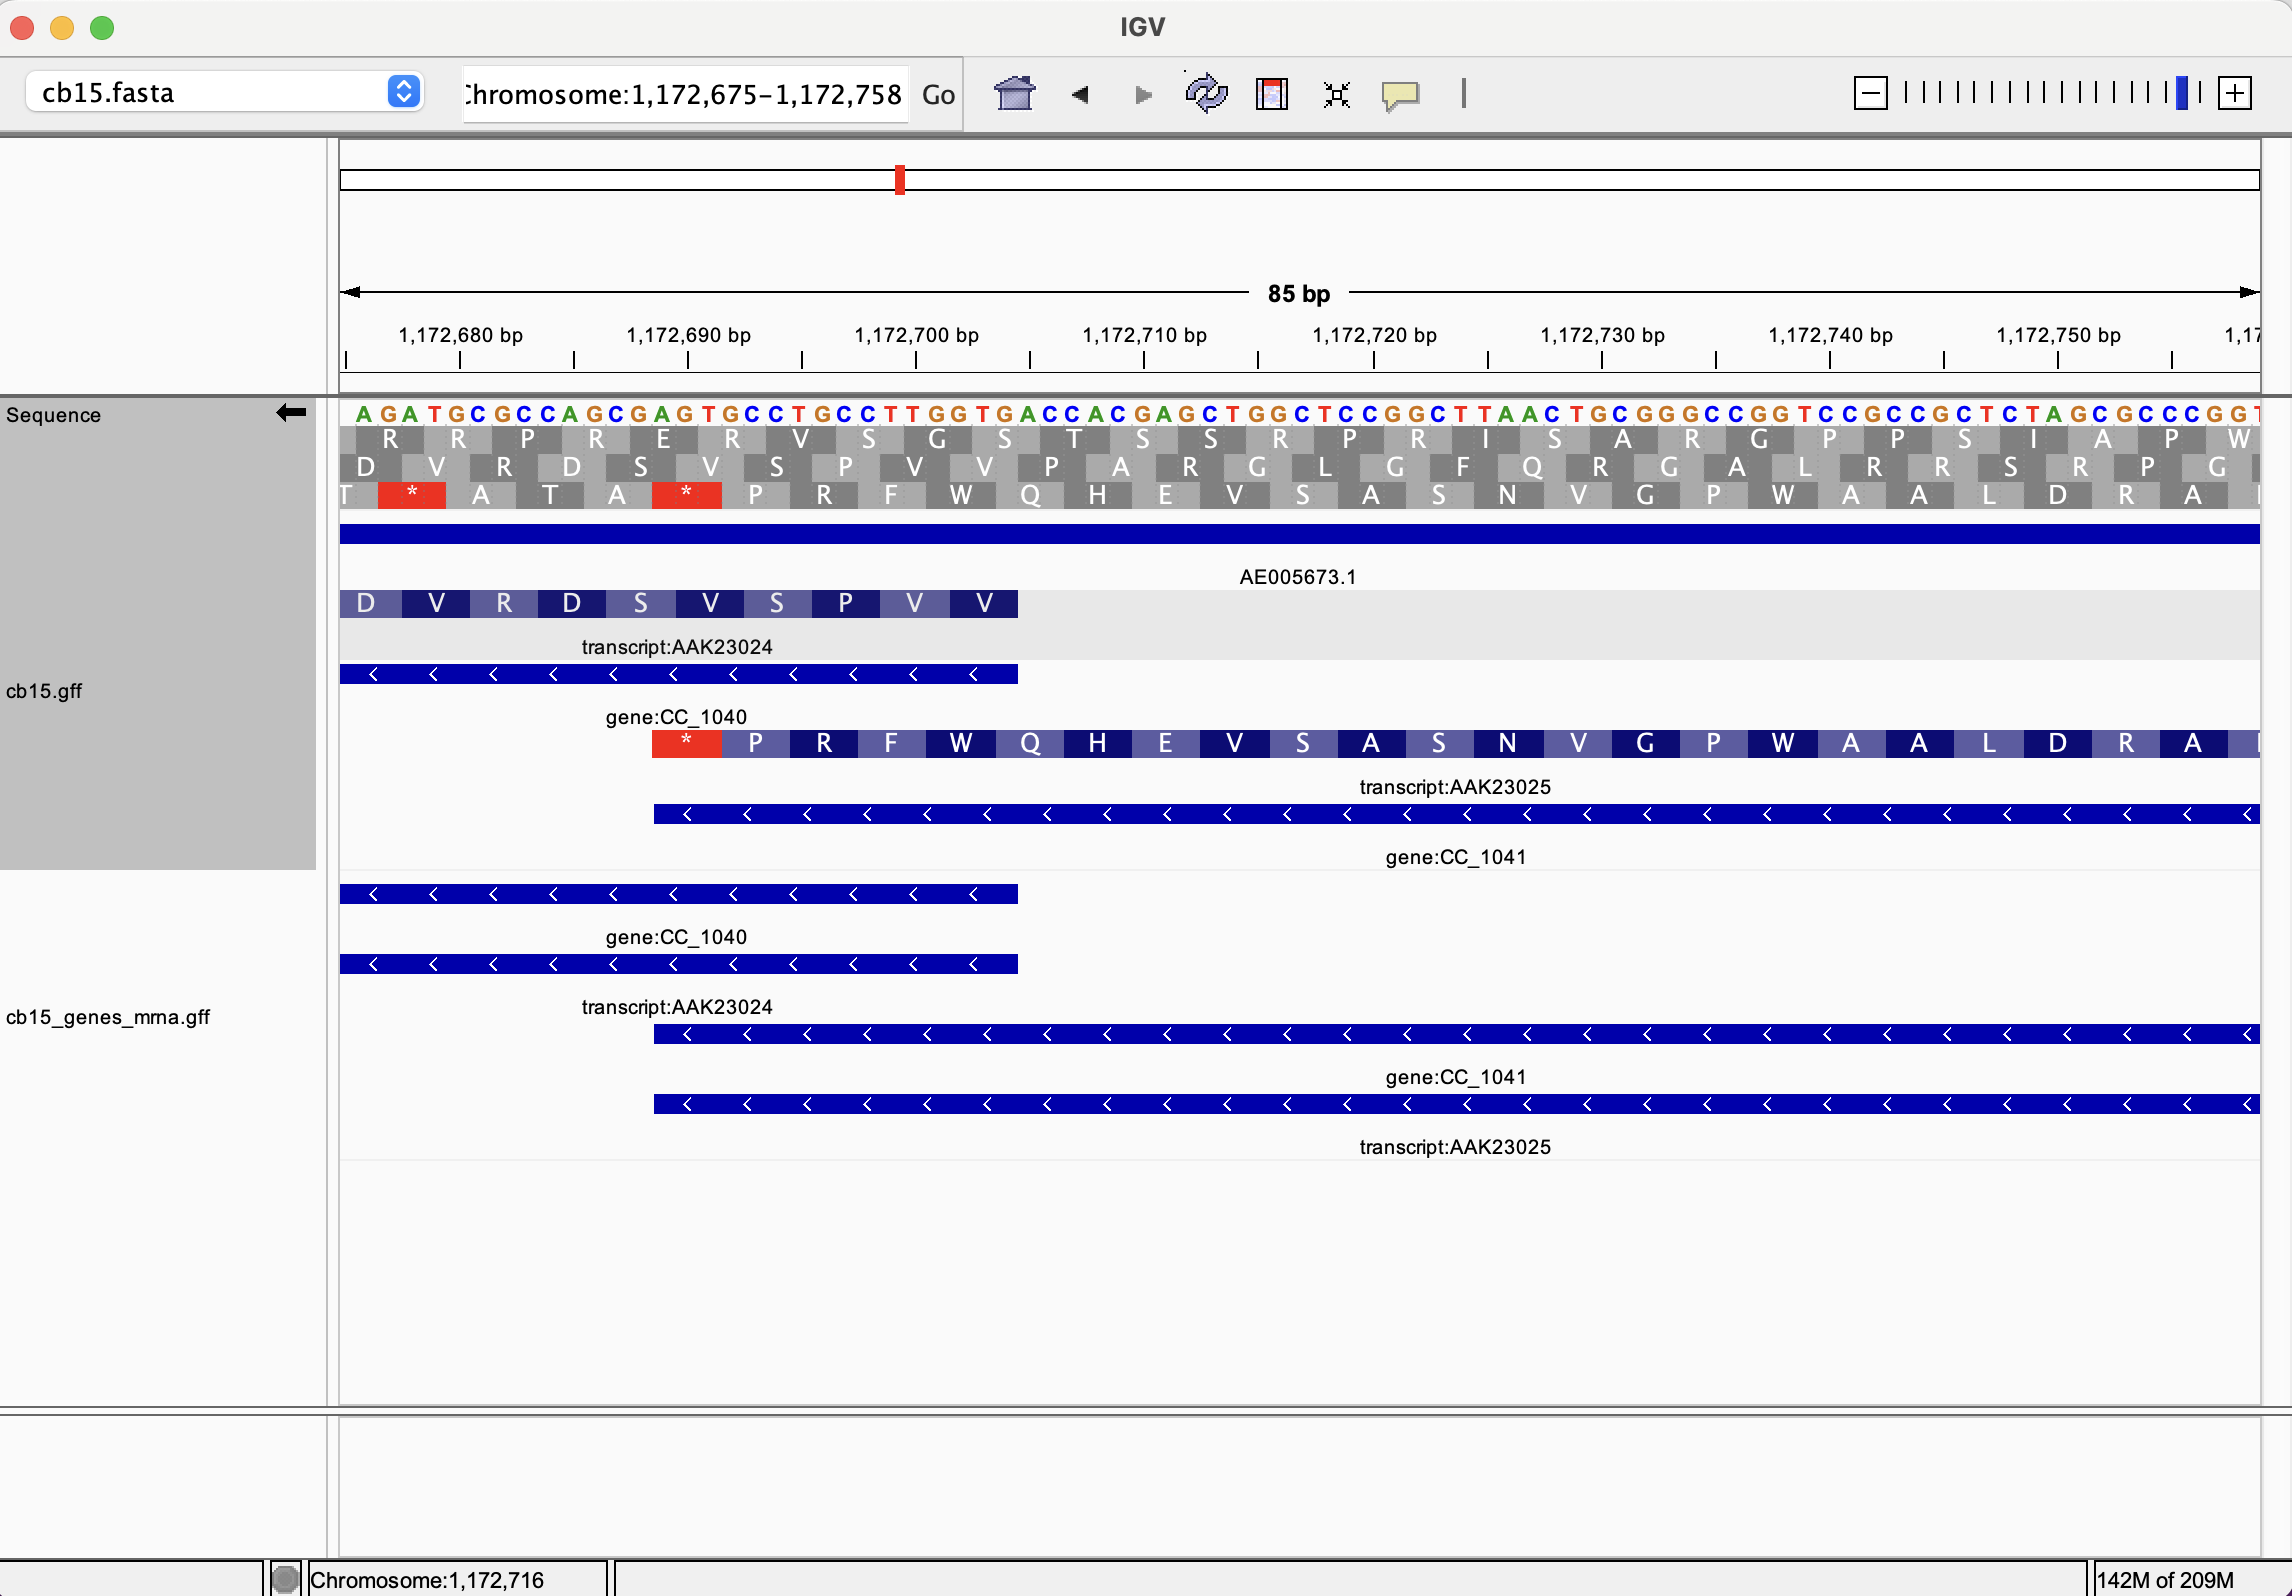 IGV
cb15.fasta
Chromosome:1,172,675-1,172,758 Go
85 bp
1,172,680 bp 1,172,690 bp 1,172,700 bp 1,172,710 bp 1,172,720 bp 1,172,730 bp 1,172,740 bp 1,172,750 bp 1,17
Sequence
A G A T G C G C C A G C G A G T G C C T G C C T T G G T G A C C A C G A G C T G G C T C C G G C T T A A C T G C G G G C C G G T C C G C C G C T C T A G C G C C C G G T
R R P R E R V S G S T S S R P R I S A R G P P S I A P W
D V R D S V S P V V P A R G L G F Q R G A L R R S R P G
T * A T A * P R F W Q H E V S A S N V G P W A A L D R A
AE005673.1
D V R D S V S P V V
transcript:AAK23024
cb15.gff
gene:CC_1040
* P R F W Q H E V S A S N V G P W A A L D R A
transcript:AAK23025
gene:CC_1041
gene:CC_1040
transcript:AAK23024
cb15_genes_mrna.gff
gene:CC_1041
transcript:AAK23025
Chromosome:1,172,716
142M of 209M